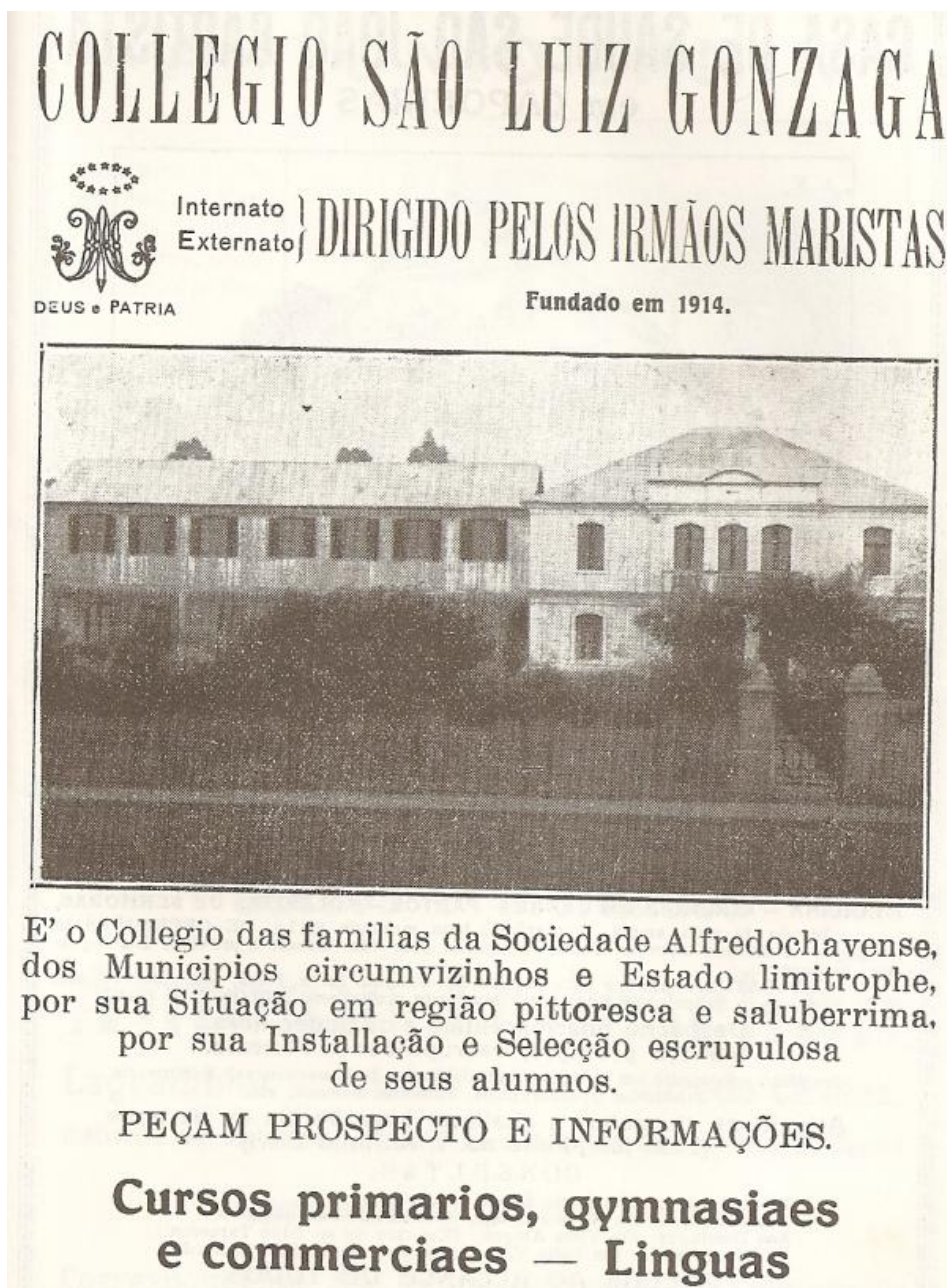 COLLEGIO SÃO LUIZ GONZAGA
Internato
Externato
DIRIGIDO PELOS IRMÃOS MARISTAS
DEUS e PATRIA
Fundado em 1914.
E' o Collegio das familias da Sociedade Alfredochavense,
dos Municipios circumvizinhos e Estado limitrophe,
por sua Situação em região pittoresca e saluberrima,
por sua Installação e Selecção escrupulosa
de seus alumnos.
PEÇAM PROSPECTO E INFORMAÇÕES.
Cursos primarios, gymnasiaes
e commerciaes — Linguas